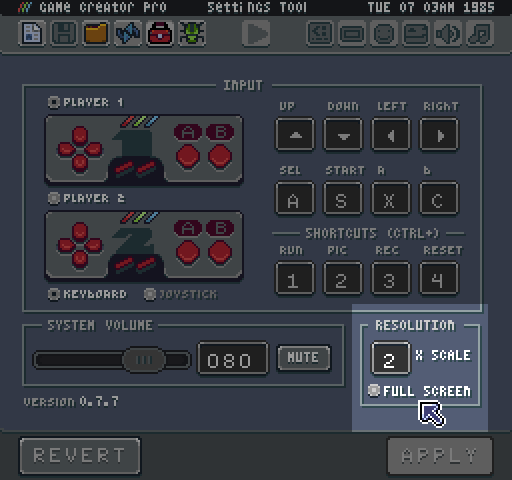 GAME CREATOR PRO SETTINGS TOOl TUE 07 03AM 1985
INPUT
PLAYER 1
A B
PLAYER 2
A B
KEYBOARD JOYSTICK
UP DOWN LEFT RIGHT
SEL START A b
A S X C
SHORTCUTS (CTRL+)
RUN PIC REC RESET
1 2 3 4
SYSTEM VOLUME
080 MUTE
RESOLUTION
2 X SCALE
FULL SCREEN
VERSION 0.7.7
REVERT APPLY